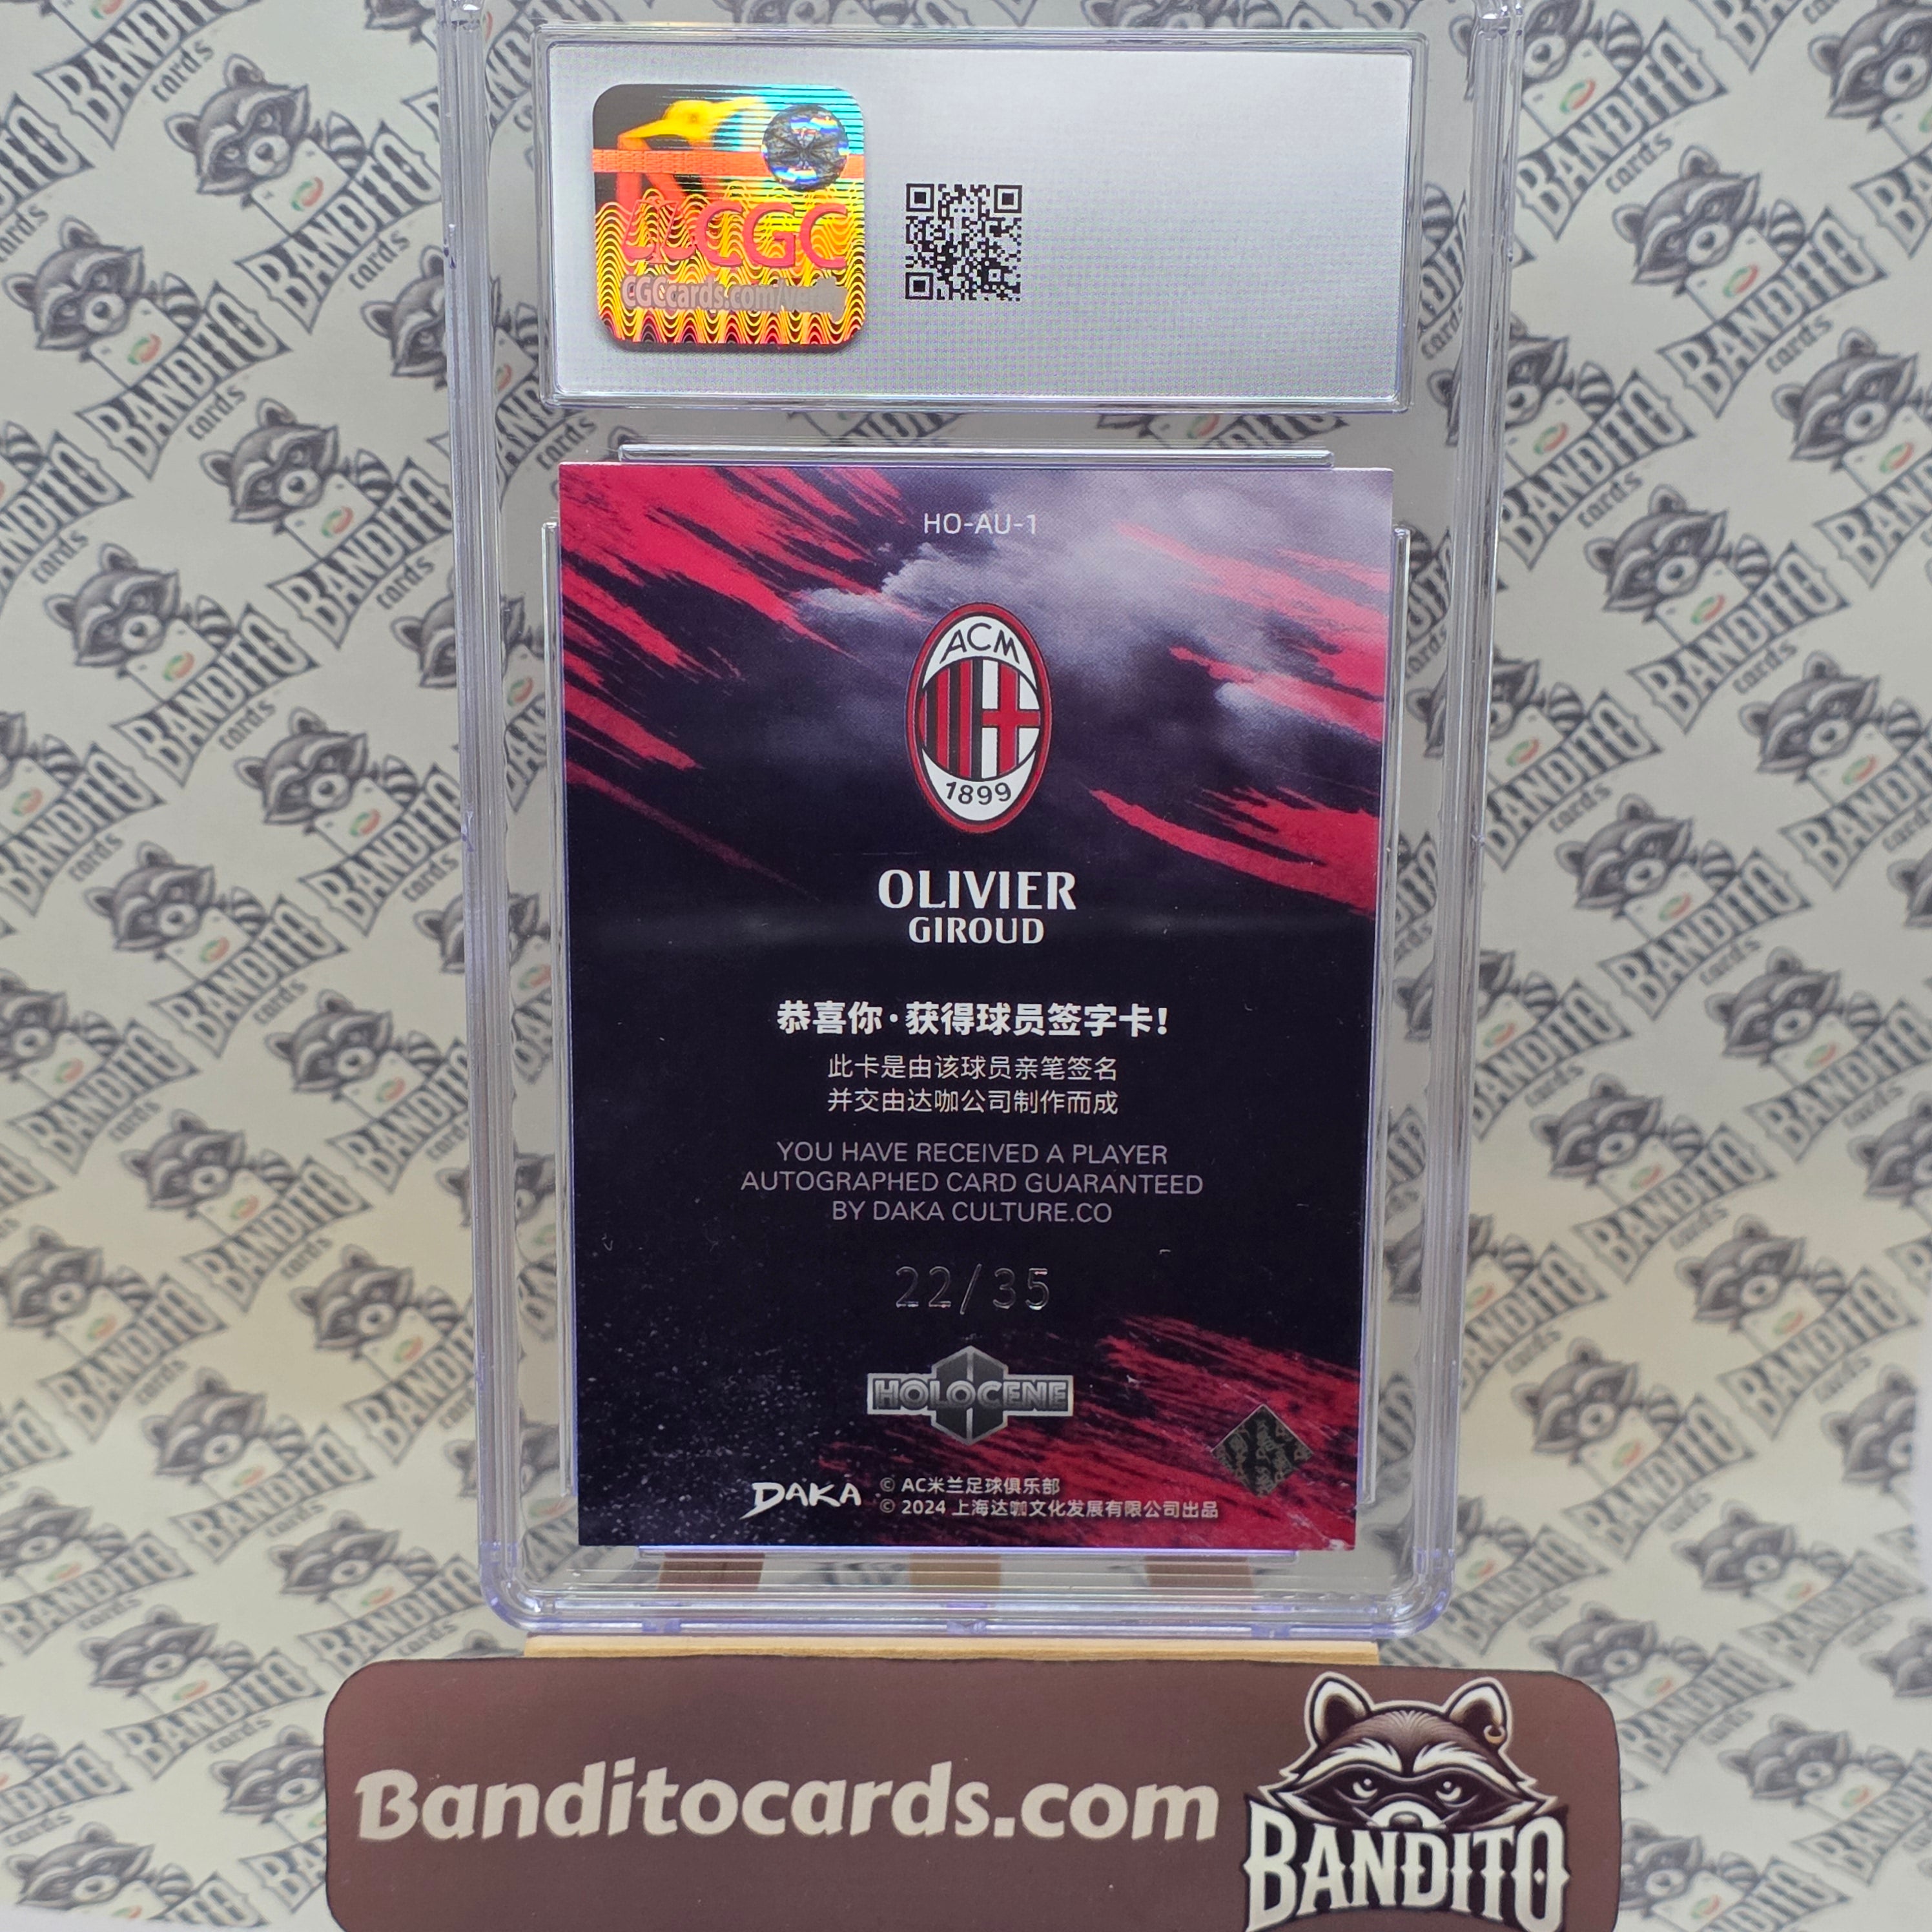 CGC
CGCcards.com/verify
HO-AU-1
ACM
1899
OLIVIER
GIROUD
恭喜你·获得球员签字卡!
此卡是由该球员亲笔签名
并交由达咖公司制作而成
YOU HAVE RECEIVED A PLAYER
AUTOGRAPHED CARD GUARANTEED
BY DAKA CULTURE.CO
22/35
HOLOCENE
DAKA
© AC米兰足球俱乐部
© 2024 上海达咖文化发展有限公司出品
Banditocards.com
BANDITO